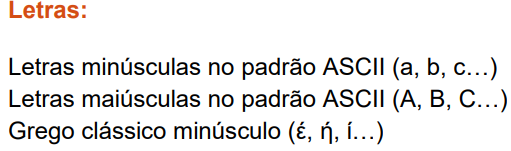 Letras:
Letras minúsculas no padrão ASCII (a, b, c…)
Letras maiúsculas no padrão ASCII (A, B, C…)
Grego clássico minúsculo (έ, ή, ί…)